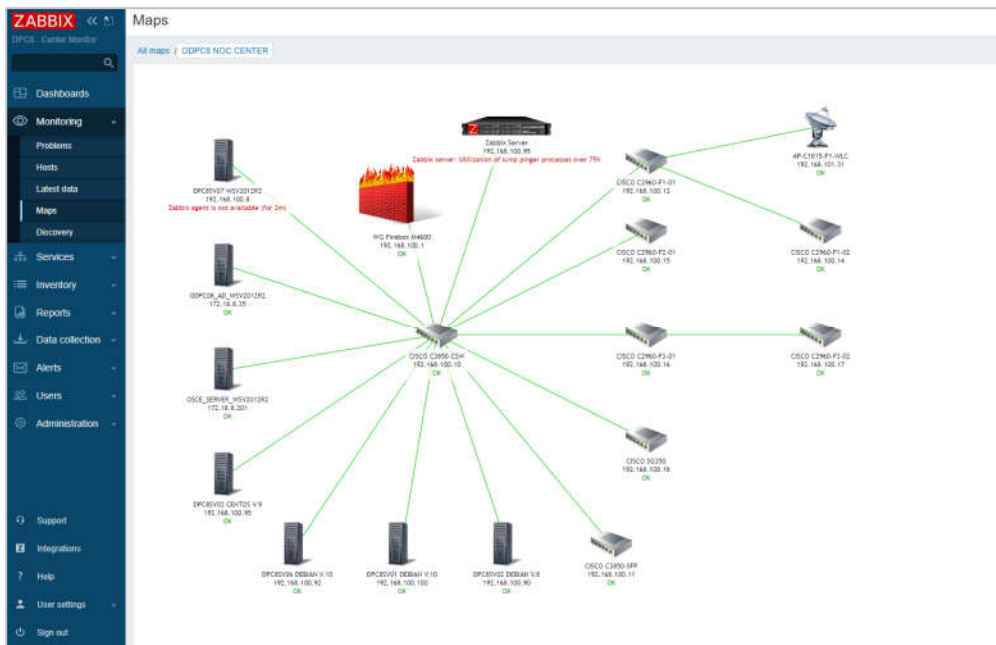 ZABBIX
Maps
All maps / ODPC8 NOC CENTER
Dashboards
Monitoring
Problems
Hosts
Latest data
Maps
Discovery
Services
Inventory
Reports
Data collection
Alerts
Users
Administration
Support
Integrations
Help
User settings
Sign out
Zabbix Server
192.168.100.95
Zabbix server: Utilization of icmp pinger processes over 75%
AP-C1815-F1-WLC
192.168.101.31
OK
CISCO C2960-F1-01
192.168.100.12
OK
DPC8SV07 WSV2012R2
192.168.100.8
Zabbix agent is not available (for 3m)
WG Firebox M4600
192.168.100.1
OK
CISCO C2960-F2-01
192.168.100.15
OK
CISCO C2960-F1-02
192.168.100.14
OK
ODPC08_AD_WSV2012R2
172.18.8.35
OK
CISCO C3850-CSW
192.168.100.10
OK
CISCO C2960-F3-01
192.168.100.16
OK
CISCO C2960-F3-02
192.168.100.17
OK
OSCE_SERVER_WSV2012R2
172.18.8.201
OK
CISCO SG350
192.168.100.18
OK
DPC8SV03 CENTOS V.9
192.168.100.95
OK
DPC8SV06 DEBIAN V.10
192.168.100.92
OK
DPC8SV01 DEBIAN V.10
192.168.100.100
OK
DPC8SV02 DEBIAN V.8
192.168.100.90
OK
CISCO C3850-SFP
192.168.100.11
OK